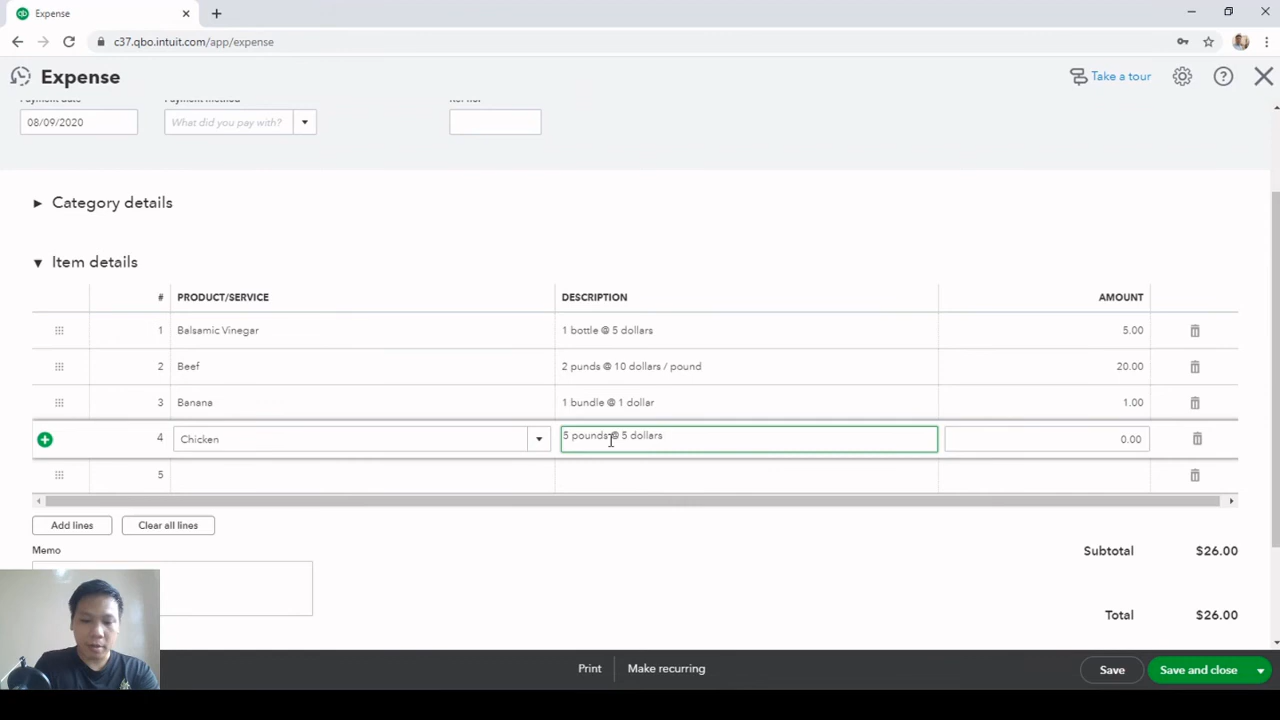 Expense
c37.qbo.intuit.com/app/expense
Expense
Take a tour
Payment date
Payment method
08/09/2020
What did you pay with?
Category details
Item details
# PRODUCT/SERVICE DESCRIPTION AMOUNT
1 Balsamic Vinegar 1 bottle @ 5 dollars 5.00
2 Beef 2 punds @ 10 dollars / pound 20.00
3 Banana 1 bundle @ 1 dollar 1.00
4 Chicken 5 pounds @ 5 dollars 0.00
5
Add lines Clear all lines
Memo
Subtotal $26.00
Total $26.00
Print Make recurring Save Save and close